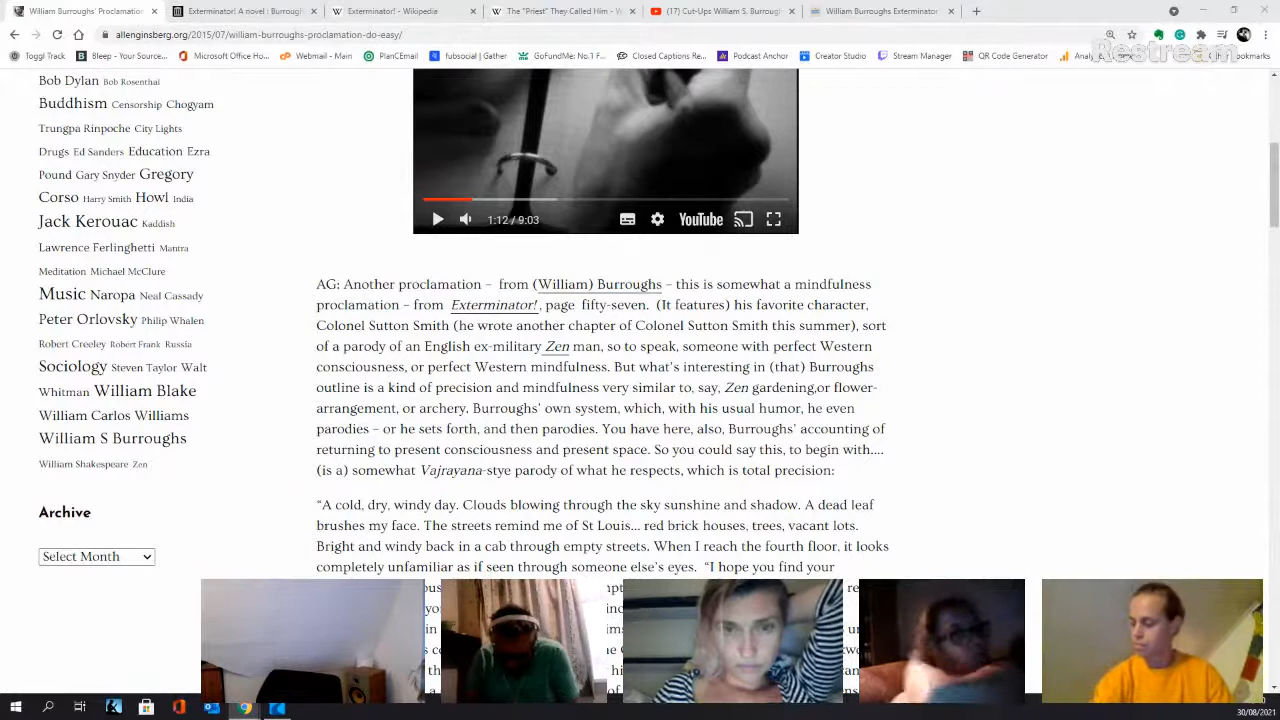 William Burroughs' Proclamation
Exterminator! A novel : Burrough
Exterminator! - Wikipedia
The "Priest" They Called Him - W
(17) Cut-Ups William S. Burrough
William Burroughs Exterminator
allenginsberg.org/2015/07/william-burroughs-proclamation-do-easy/
Toggl Track
Bleep - Your Source...
Microsoft Office Ho...
Webmail - Main
PlanCEmail
fubsocial | Gather
GoFundMe: No.1 F...
Closed Captions Re...
Podcast Anchor
Creator Studio
Stream Manager
QR Code Generator
Restream
Bob Dylan Bob Rosenthal
Buddhism Censorship Chogyam
Trungpa Rinpoche City Lights
Drugs Ed Sanders Education Ezra
Pound Gary Snyder Gregory
Corso Harry Smith Howl India
Jack Kerouac Kaddish
Lawrence Ferlinghetti Mantra
Meditation Michael McClure
Music Naropa Neal Cassady
Peter Orlovsky Philip Whalen
Robert Creeley Robert Frank Russia
Sociology Steven Taylor Walt
Whitman William Blake
William Carlos Williams
William S Burroughs
William Shakespeare Zen
Archive
Select Month
1:12 / 9:03
YouTube
AG: Another proclamation – from (William) Burroughs – this is somewhat a mindfulness
proclamation – from Exterminator!, page fifty-seven. (It features) his favorite character,
Colonel Sutton Smith (he wrote another chapter of Colonel Sutton Smith this summer), sort
of a parody of an English ex-military Zen man, so to speak, someone with perfect Western
consciousness, or perfect Western mindfulness. But what's interesting in (that) Burroughs
outline is a kind of precision and mindfulness very similar to, say, Zen gardening,or flower-
arrangement, or archery. Burroughs' own system, which, with his usual humor, he even
parodies – or he sets forth, and then parodies. You have here, also, Burroughs' accounting of
returning to present consciousness and present space. So you could say this, to begin with....
(is a) somewhat Vajrayana-stye parody of what he respects, which is total precision:
"A cold, dry, windy day. Clouds blowing through the sky sunshine and shadow. A dead leaf
brushes my face. The streets remind me of St Louis... red brick houses, trees, vacant lots.
Bright and windy back in a cab through empty streets. When I reach the fourth floor, it looks
completely unfamiliar as if seen through someone else's eyes. "I hope you find your
30/08/2021